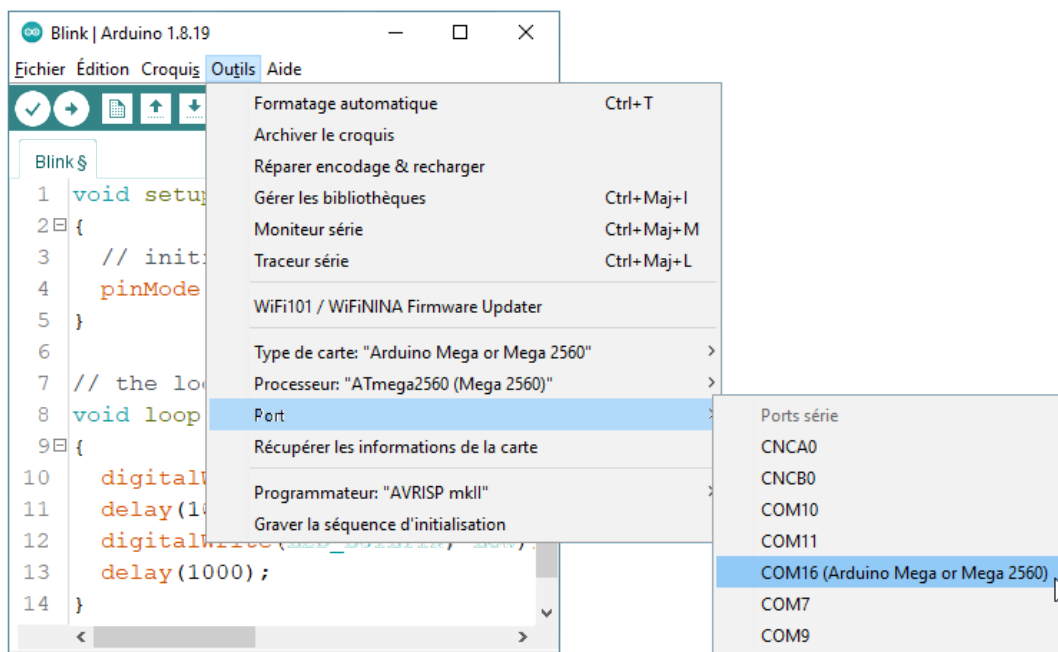 Blink | Arduino 1.8.19
Fichier Édition Croquis Outils Aide
Formatage automatique Ctrl+T
Archiver le croquis
Réparer encodage & recharger
Gérer les bibliothèques Ctrl+Maj+I
Moniteur série Ctrl+Maj+M
Traceur série Ctrl+Maj+L
WiFi101 / WiFiNINA Firmware Updater
Type de carte: "Arduino Mega or Mega 2560"
Processeur: "ATmega2560 (Mega 2560)"
Port
Récupérer les informations de la carte
Programmateur: "AVRISP mkII"
Graver la séquence d'initialisation
Ports série
CNCA0
CNCB0
COM10
COM11
COM16 (Arduino Mega or Mega 2560)
COM7
COM9
Blink §
1 void setup
2 {
3 // initi
4 pinMode
5 }
6
7 // the loo
8 void loop
9 {
10 digitalW
11 delay(10
12 digitalWrite(
13 delay(1000);
14 }